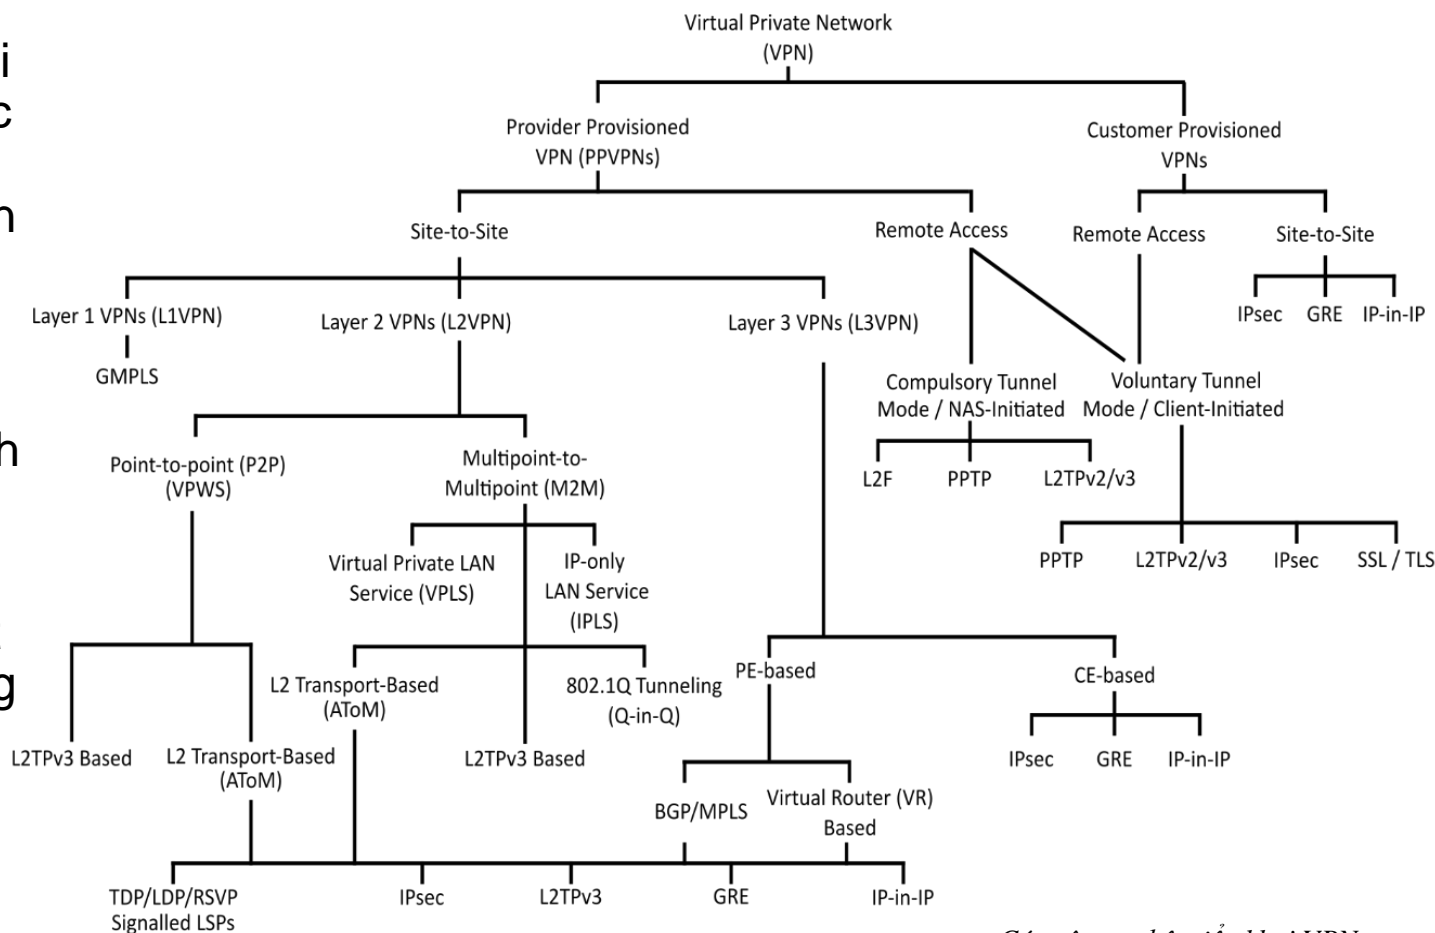 Virtual Private Network
(VPN)
Provider Provisioned
VPN (PPVPNs)
Customer Provisioned
VPNs
Site-to-Site
Remote Access
Remote Access
Site-to-Site
Layer 1 VPNs (L1VPN)
Layer 2 VPNs (L2VPN)
Layer 3 VPNs (L3VPN)
IPsec
GRE
IP-in-IP
GMPLS
Compulsory Tunnel
Mode / NAS-Initiated
Voluntary Tunnel
Mode / Client-Initiated
Point-to-point (P2P)
(VPWS)
Multipoint-to-
Multipoint (M2M)
L2F
PPTP
L2TPv2/v3
Virtual Private LAN
Service (VPLS)
IP-only
LAN Service
(IPLS)
PPTP
L2TPv2/v3
IPsec
SSL / TLS
L2 Transport-Based
(AToM)
802.1Q Tunneling
(Q-in-Q)
PE-based
CE-based
L2TPv3 Based
L2 Transport-Based
(AToM)
L2TPv3 Based
IPsec
GRE
IP-in-IP
BGP/MPLS
Virtual Router (VR)
Based
TDP/LDP/RSVP
Signalled LSPs
IPsec
L2TPv3
GRE
IP-in-IP